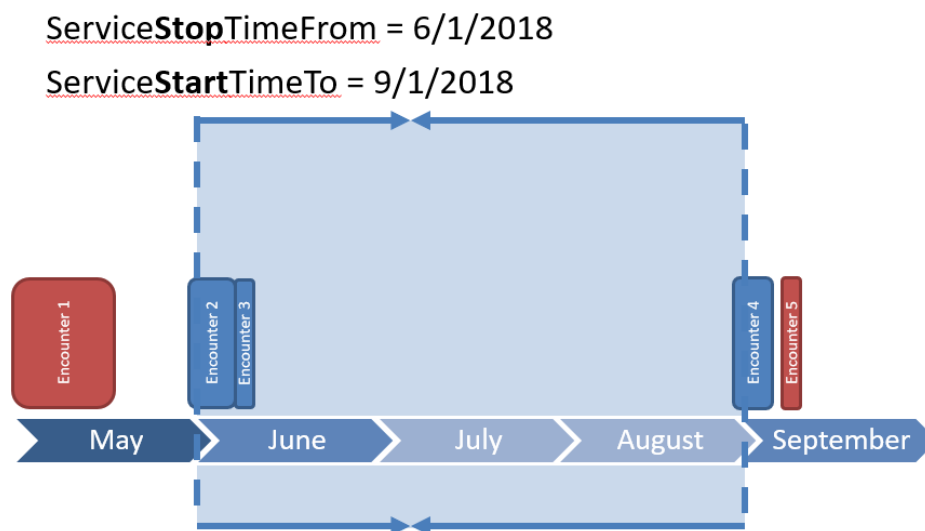 ServiceStopTimeFrom = 6/1/2018
ServiceStartTimeTo = 9/1/2018
Encounter 1
Encounter 2
Encounter 3
Encounter 4
Encounter 5
May
June
July
August
September